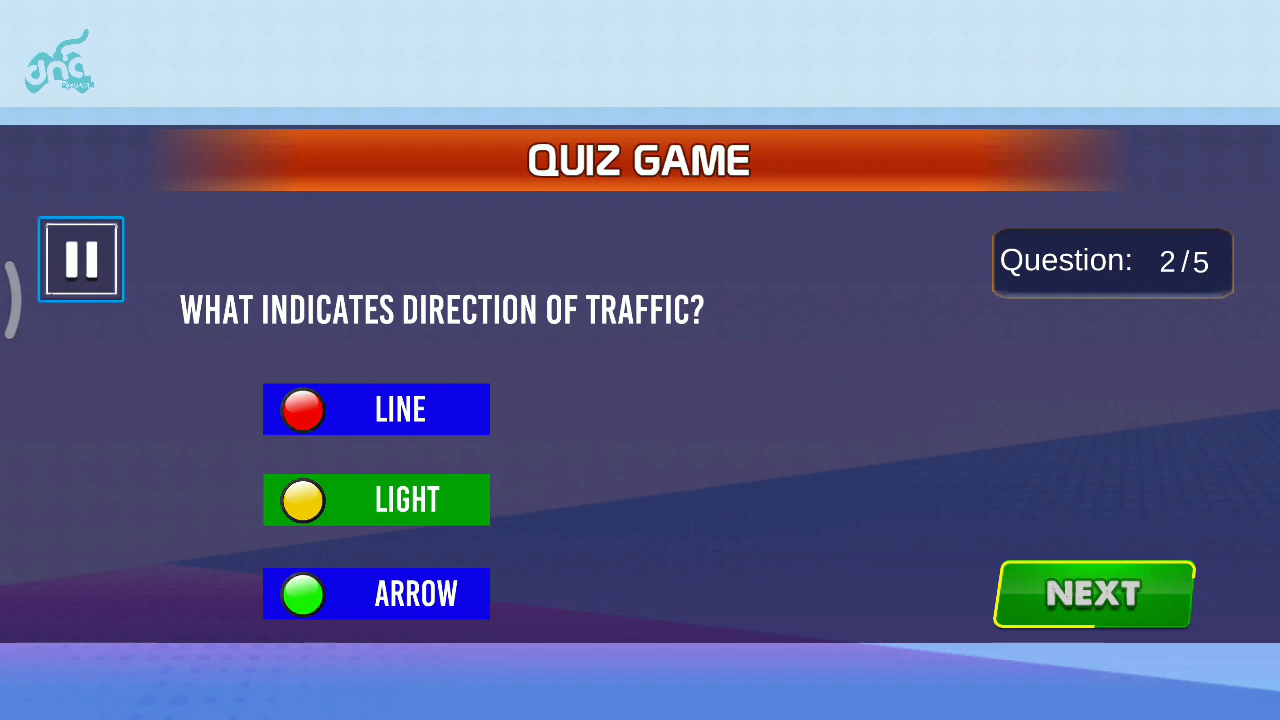 QUIZ GAME
Question: 2/5
WHAT INDICATES DIRECTION OF TRAFFIC?
LINE
LIGHT
ARROW
NEXT